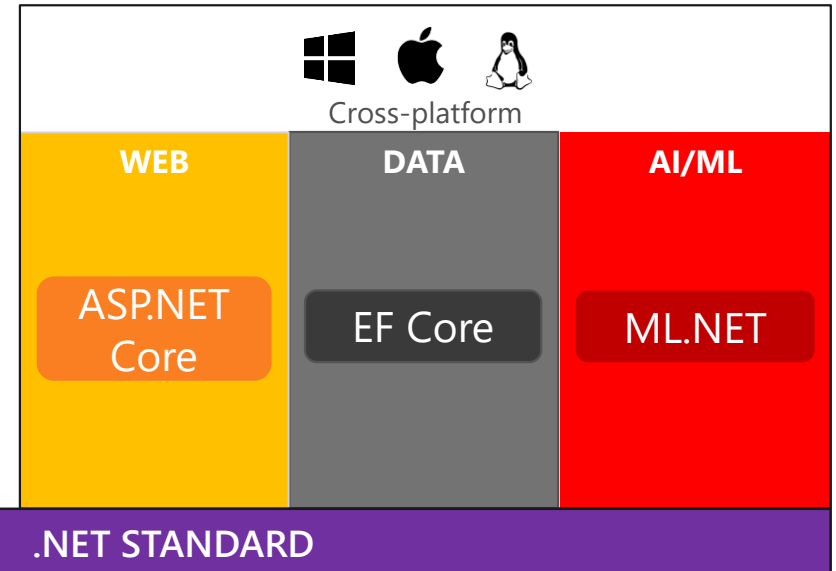 Cross-platform
WEB
DATA
AI/ML
ASP.NET
Core
EF Core
ML.NET
.NET STANDARD